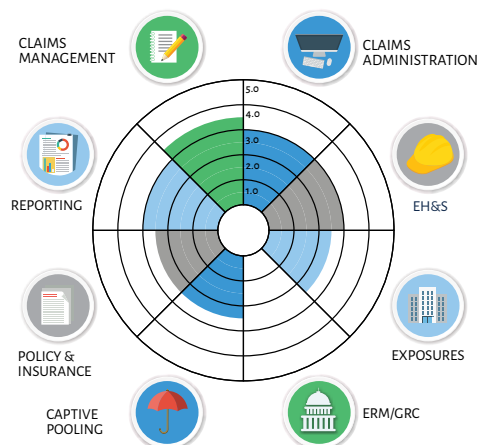 CLAIMS
MANAGEMENT
CLAIMS
ADMINISTRATION
5.0
4.0
3.0
2.0
1.0
REPORTING
EH&S
POLICY &
INSURANCE
EXPOSURES
CAPTIVE
POOLING
ERM/GRC